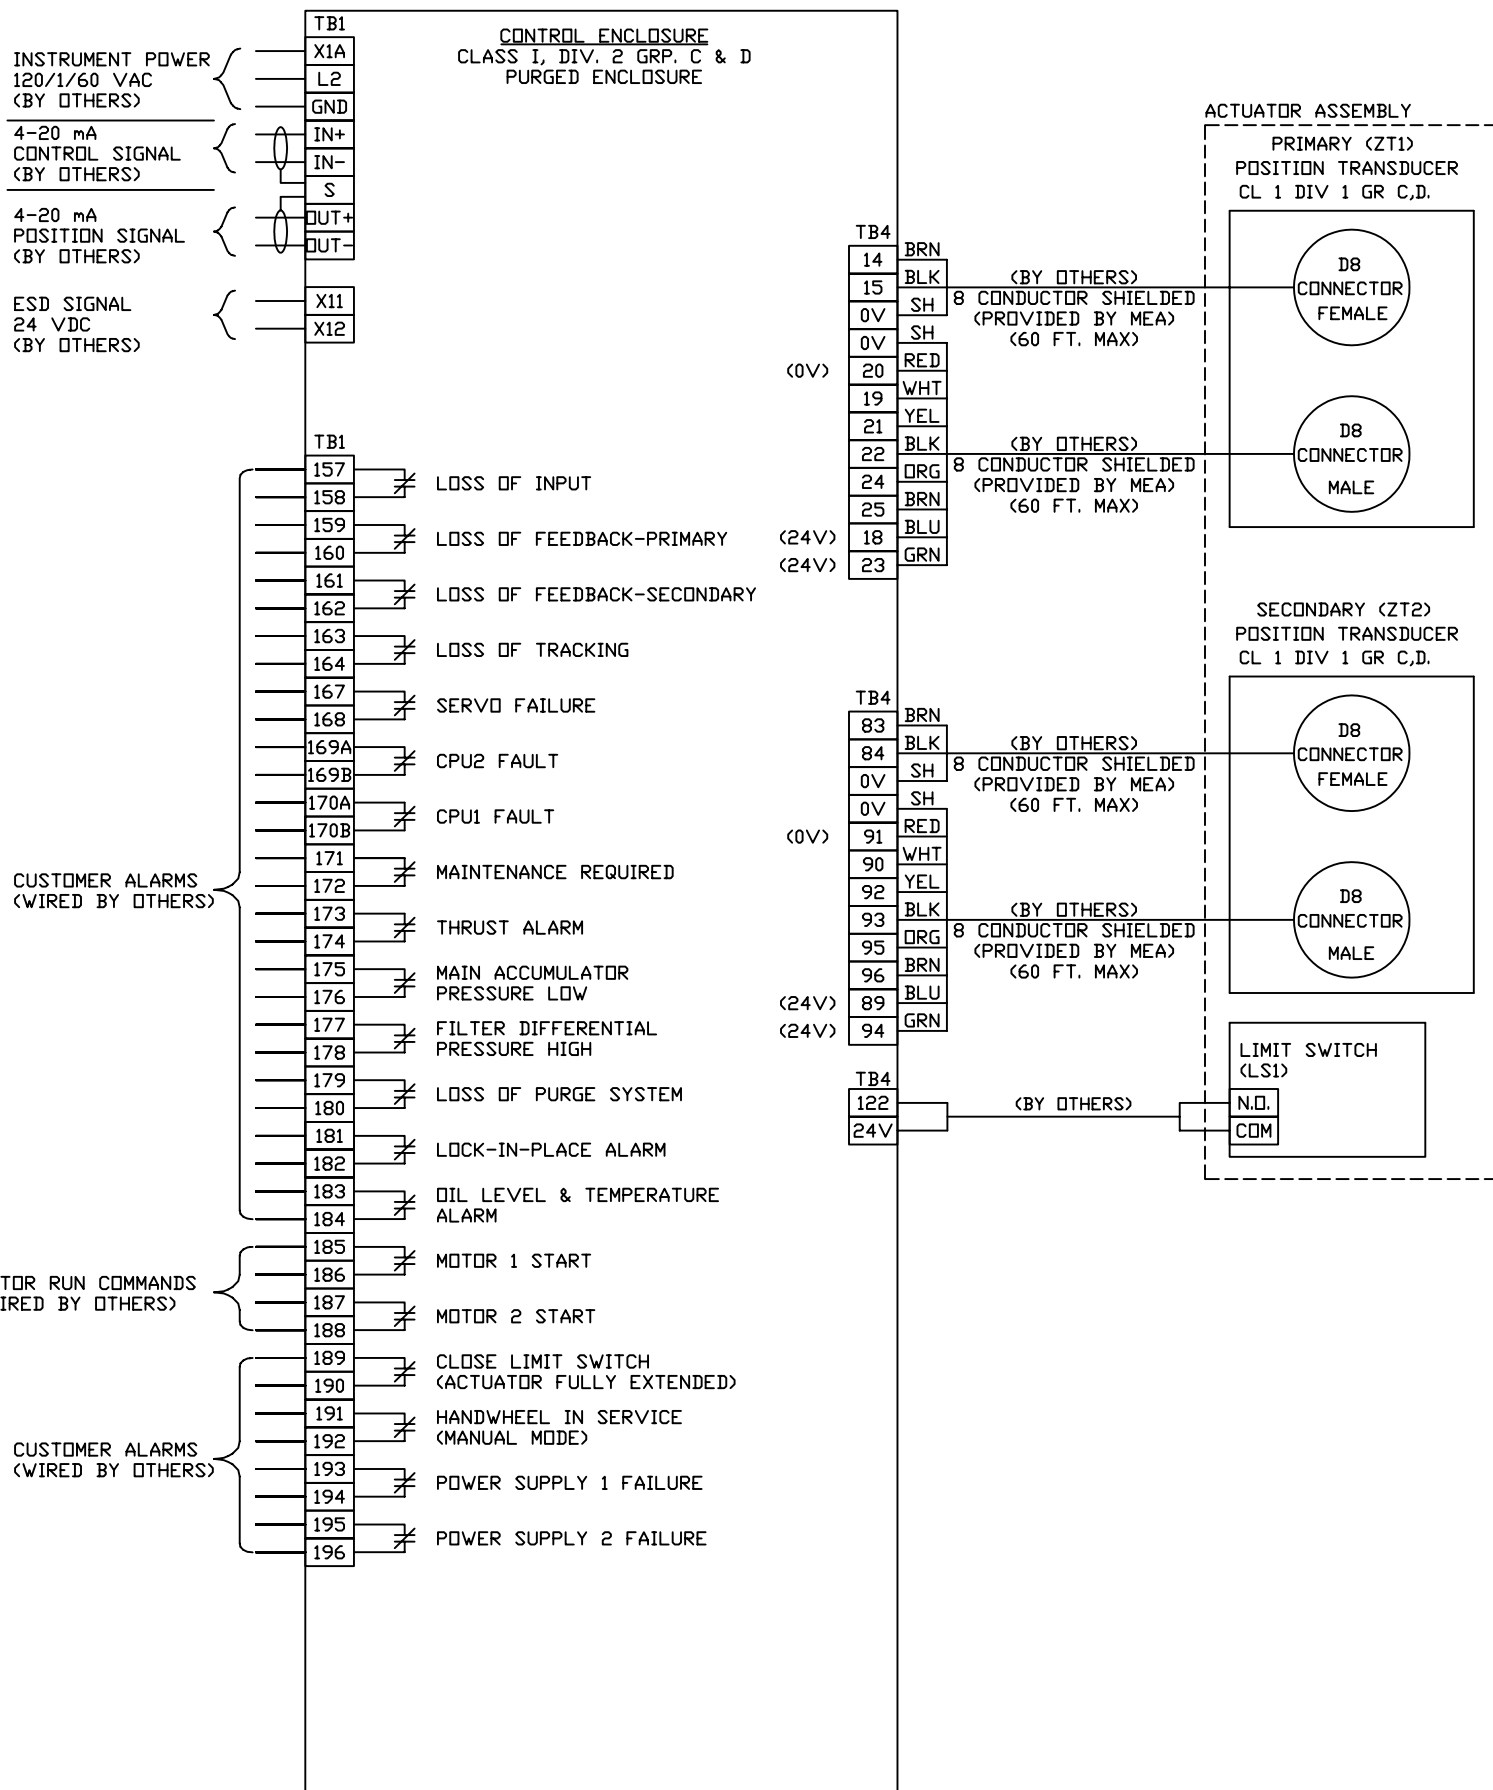 CONTROL ENCLOSURE
CLASS I, DIV. 2 GRP. C & D
PURGED ENCLOSURE
INSTRUMENT POWER
120/1/60 VAC
(BY OTHERS)
4-20 mA
CONTROL SIGNAL
(BY OTHERS)
4-20 mA
POSITION SIGNAL
(BY OTHERS)
ESD SIGNAL
24 VDC
(BY OTHERS)
TB1
X1A
L2
GND
IN+
IN-
S
OUT+
OUT-
X11
X12
CUSTOMER ALARMS
(WIRED BY OTHERS)
TOR RUN COMMANDS
IRED BY OTHERS)
CUSTOMER ALARMS
(WIRED BY OTHERS)
TB1
157
158
LOSS OF INPUT
159
160
LOSS OF FEEDBACK-PRIMARY
161
162
LOSS OF FEEDBACK-SECONDARY
163
164
LOSS OF TRACKING
167
168
SERVO FAILURE
169A
169B
CPU2 FAULT
170A
170B
CPU1 FAULT
171
172
MAINTENANCE REQUIRED
173
174
THRUST ALARM
175
176
MAIN ACCUMULATOR
PRESSURE LOW
177
178
FILTER DIFFERENTIAL
PRESSURE HIGH
179
180
LOSS OF PURGE SYSTEM
181
182
LOCK-IN-PLACE ALARM
183
184
OIL LEVEL & TEMPERATURE
ALARM
185
186
MOTOR 1 START
187
188
MOTOR 2 START
189
190
CLOSE LIMIT SWITCH
(ACTUATOR FULLY EXTENDED)
191
192
HANDWHEEL IN SERVICE
(MANUAL MODE)
193
194
POWER SUPPLY 1 FAILURE
195
196
POWER SUPPLY 2 FAILURE
TB4
14 BRN
15 BLK
0V SH
0V SH
(0V) 20 RED
19 WHT
21 YEL
22 BLK
24 ORG
25 BRN
(24V) 18 BLU
(24V) 23 GRN
(BY OTHERS)
8 CONDUCTOR SHIELDED
(PROVIDED BY MEA)
(60 FT. MAX)
(BY OTHERS)
8 CONDUCTOR SHIELDED
(PROVIDED BY MEA)
(60 FT. MAX)
ACTUATOR ASSEMBLY
PRIMARY (ZT1)
POSITION TRANSDUCER
CL 1 DIV 1 GR C,D.
D8
CONNECTOR
FEMALE
D8
CONNECTOR
MALE
TB4
83 BRN
84 BLK
0V SH
0V SH
(0V) 91 RED
90 WHT
92 YEL
93 BLK
95 ORG
96 BRN
(24V) 89 BLU
(24V) 94 GRN
(BY OTHERS)
8 CONDUCTOR SHIELDED
(PROVIDED BY MEA)
(60 FT. MAX)
(BY OTHERS)
8 CONDUCTOR SHIELDED
(PROVIDED BY MEA)
(60 FT. MAX)
SECONDARY (ZT2)
POSITION TRANSDUCER
CL 1 DIV 1 GR C,D.
D8
CONNECTOR
FEMALE
D8
CONNECTOR
MALE
TB4
122
24V
(BY OTHERS)
LIMIT SWITCH
(LS1)
N.O.
COM